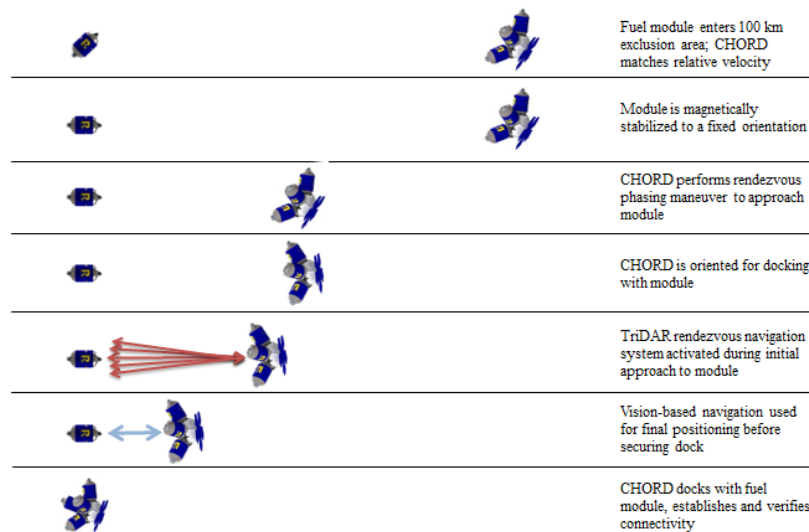 Fuel module enters 100 km
exclusion area; CHORD
matches relative velocity
Module is magnetically
stabilized to a fixed orientation
CHORD performs rendezvous
phasing maneuver to approach
module
CHORD is oriented for docking
with module
TriDAR rendezvous navigation
system activated during initial
approach to module
Vision-based navigation used
for final positioning before
securing dock
CHORD docks with fuel
module, establishes and verifies
connectivity